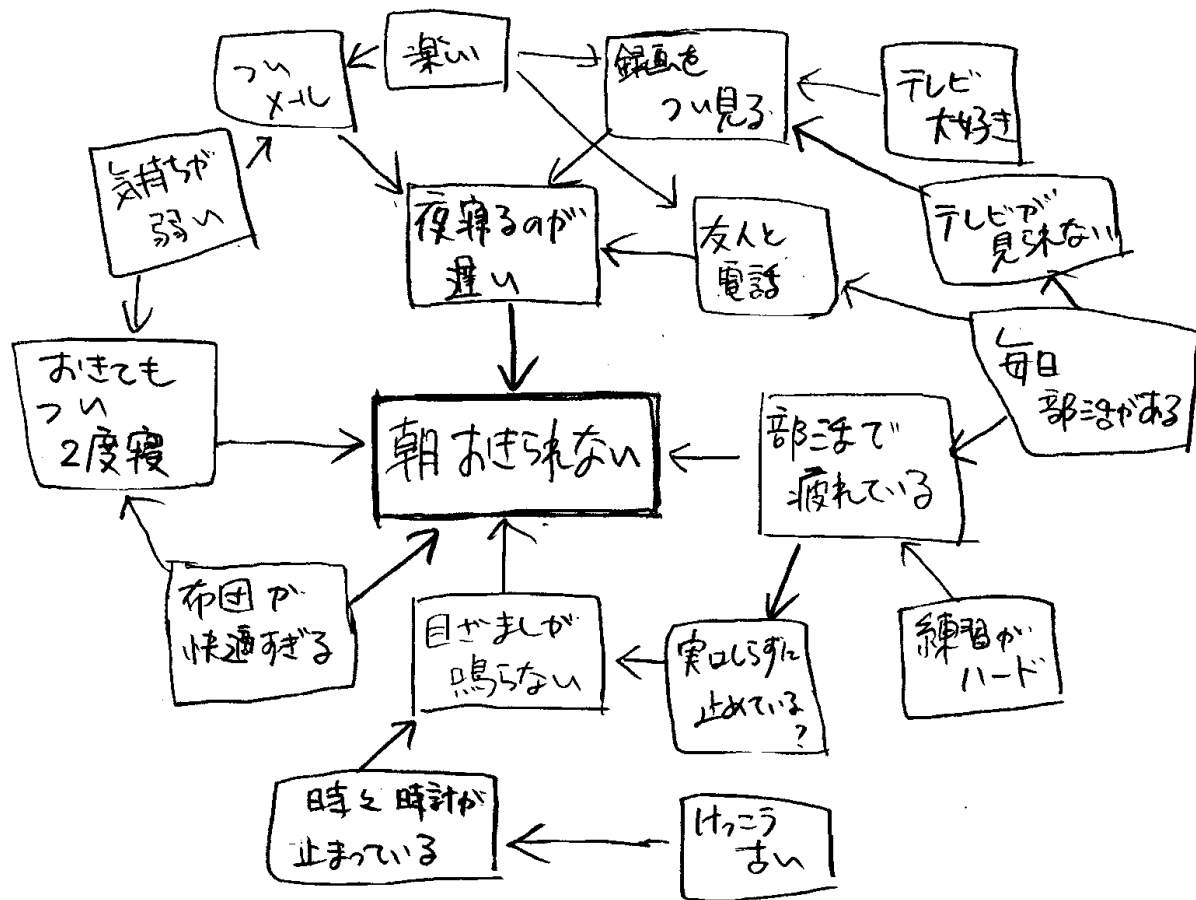 つい
メール
楽しい
録画を
つい見る
テレビ
大好き
気持ちが
弱い
夜寝るのが
遅い
友人と
電話
テレビが
見られない
毎日
部活がある
おきても
つい
2度寝
朝おきられない
部活で
疲れている
布団が
快適すぎる
目ざましが
鳴らない
実はしらずに
止めている
?
練習が
ハード
時々時計が
止まっている
けっこう
古い